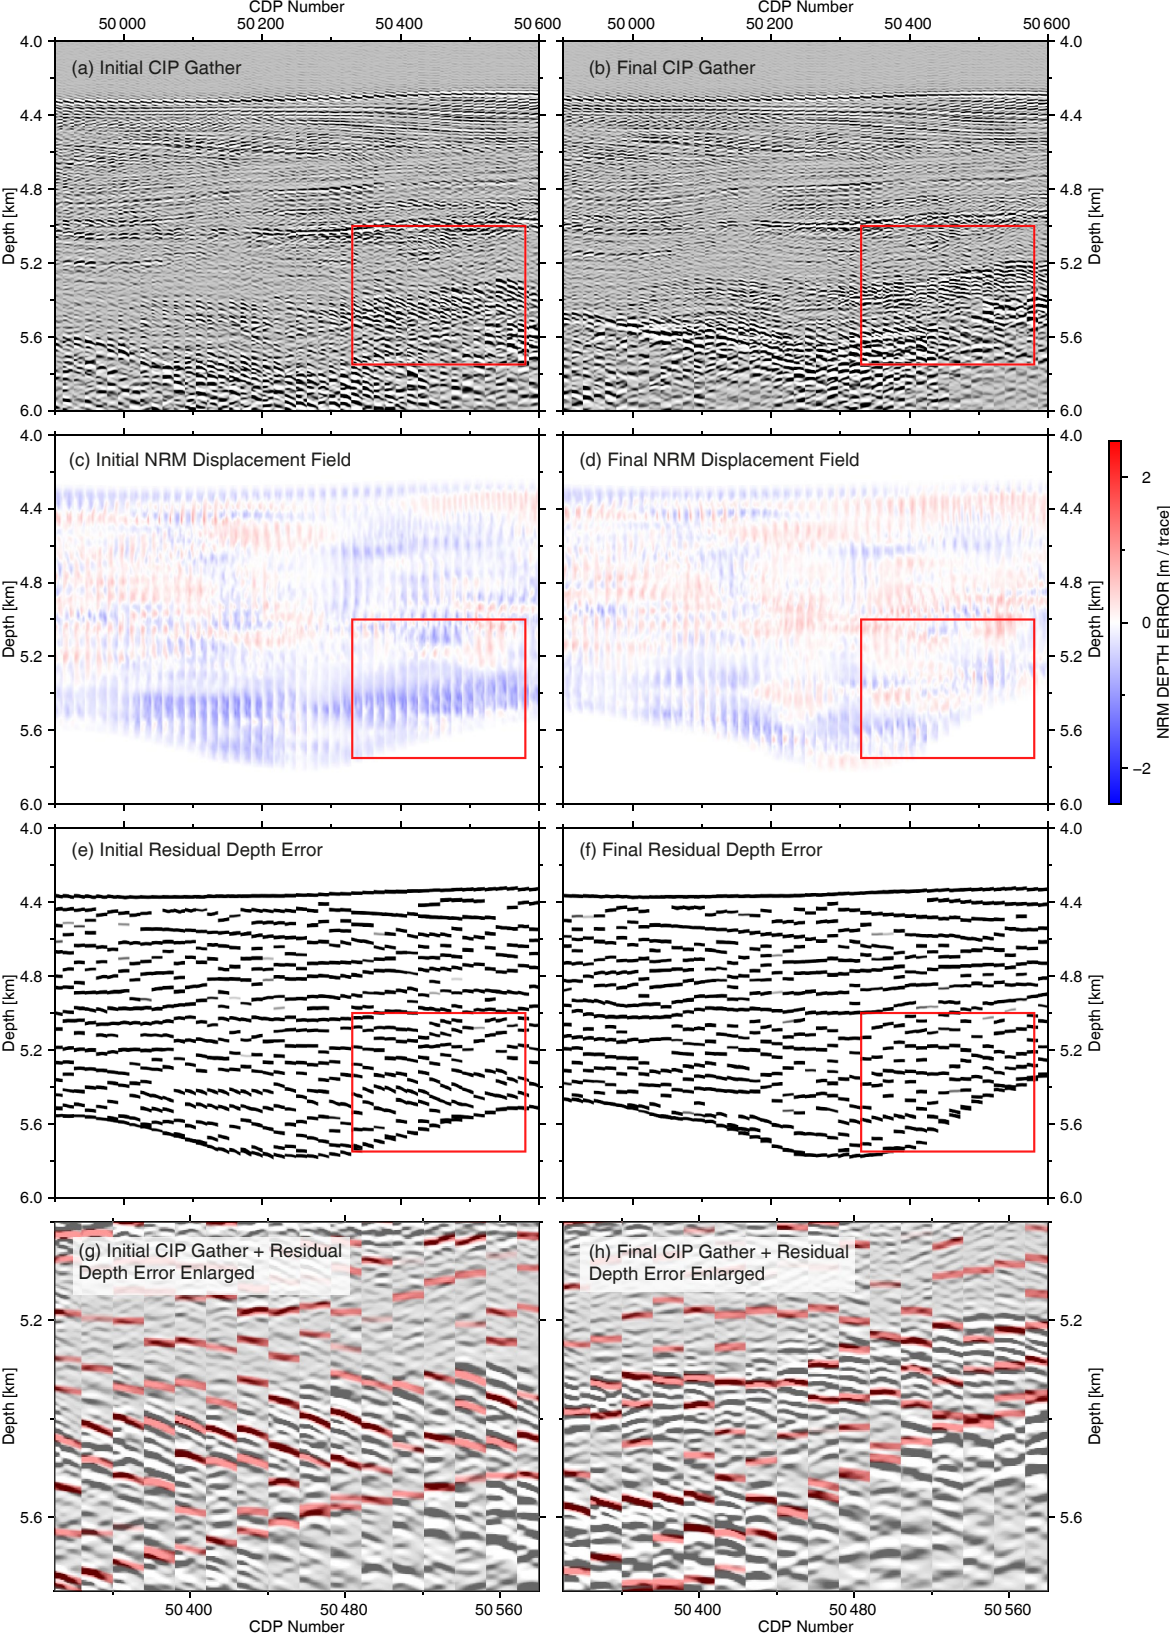 CDP Number
CDP Number
50 000 50 200 50 400 50 600
50 000 50 200 50 400 50 600
(a) Initial CIP Gather
(b) Final CIP Gather
4.0
4.4
4.8
5.2
5.6
6.0
Depth [km]
4.0
4.4
4.8
5.2
5.6
6.0
Depth [km]
(c) Initial NRM Displacement Field
(d) Final NRM Displacement Field
4.0
4.4
4.8
5.2
5.6
6.0
Depth [km]
4.0
4.4
4.8
5.2
5.6
6.0
Depth [km]
2
0
−2
NRM DEPTH ERROR [m / trace]
(e) Initial Residual Depth Error
(f) Final Residual Depth Error
4.0
4.4
4.8
5.2
5.6
6.0
Depth [km]
4.0
4.4
4.8
5.2
5.6
6.0
Depth [km]
(g) Initial CIP Gather + Residual
Depth Error Enlarged
(h) Final CIP Gather + Residual
Depth Error Enlarged
5.2
5.6
Depth [km]
5.2
5.6
Depth [km]
50 400 50 480 50 560
50 400 50 480 50 560
CDP Number
CDP Number